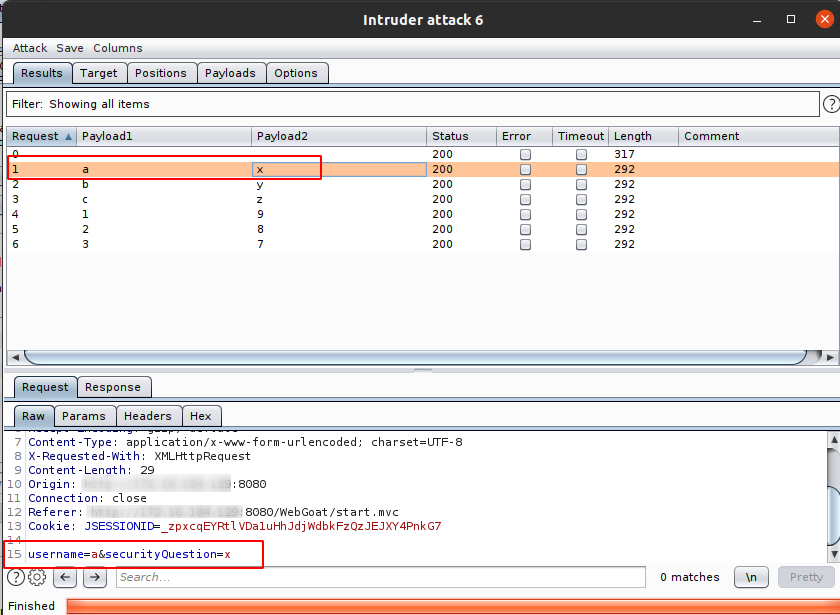 Intruder attack 6
Attack Save Columns
Results Target Positions Payloads Options
Filter: Showing all items ?
Request Payload1 Payload2 Status Error Timeout Length Comment
0 200 317
1 a x 200 292
2 b y 200 292
3 c z 200 292
4 1 9 200 292
5 2 8 200 292
6 3 7 200 292
Request Response
Raw Params Headers Hex
7 Content-Type: application/x-www-form-urlencoded; charset=UTF-8
8 X-Requested-With: XMLHttpRequest
9 Content-Length: 29
10 Origin: :8080
11 Connection: close
12 Referer: :8080/WebGoat/start.mvc
13 Cookie: JSESSIONID=_zpxcqEYRtlVDa1uHhJdjWdbkFzQzJEJXY4PnkG7
14
15 username=a&securityQuestion=x
? Search... 0 matches \n Pretty
Finished